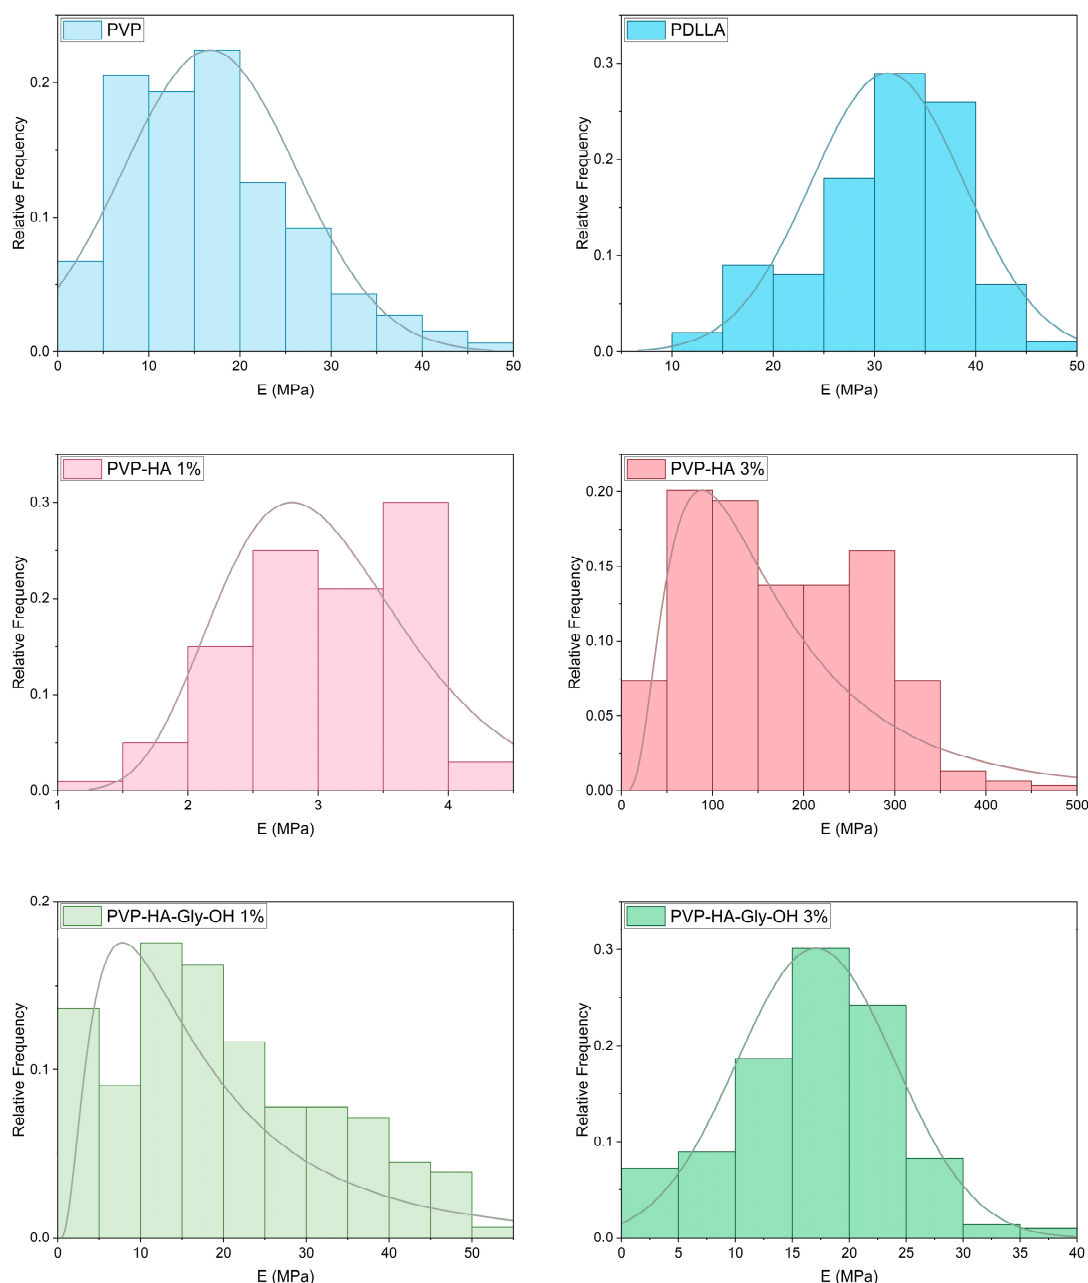 PVP
Relative Frequency
0.2
0.1
0.0
0 10 20 30 40 50
E (MPa)
PDLLA
Relative Frequency
0.3
0.2
0.1
0.0
10 20 30 40 50
E (MPa)
PVP-HA 1%
Relative Frequency
0.3
0.2
0.1
0.0
1 2 3 4
E (MPa)
PVP-HA 3%
Relative Frequency
0.20
0.15
0.10
0.05
0.00
0 100 200 300 400 500
E (MPa)
PVP-HA-Gly-OH 1%
Relative Frequency
0.2
0.1
0.0
0 10 20 30 40 50
E (MPa)
PVP-HA-Gly-OH 3%
Relative Frequency
0.3
0.2
0.1
0.0
0 5 10 15 20 25 30 35 40
E (MPa)